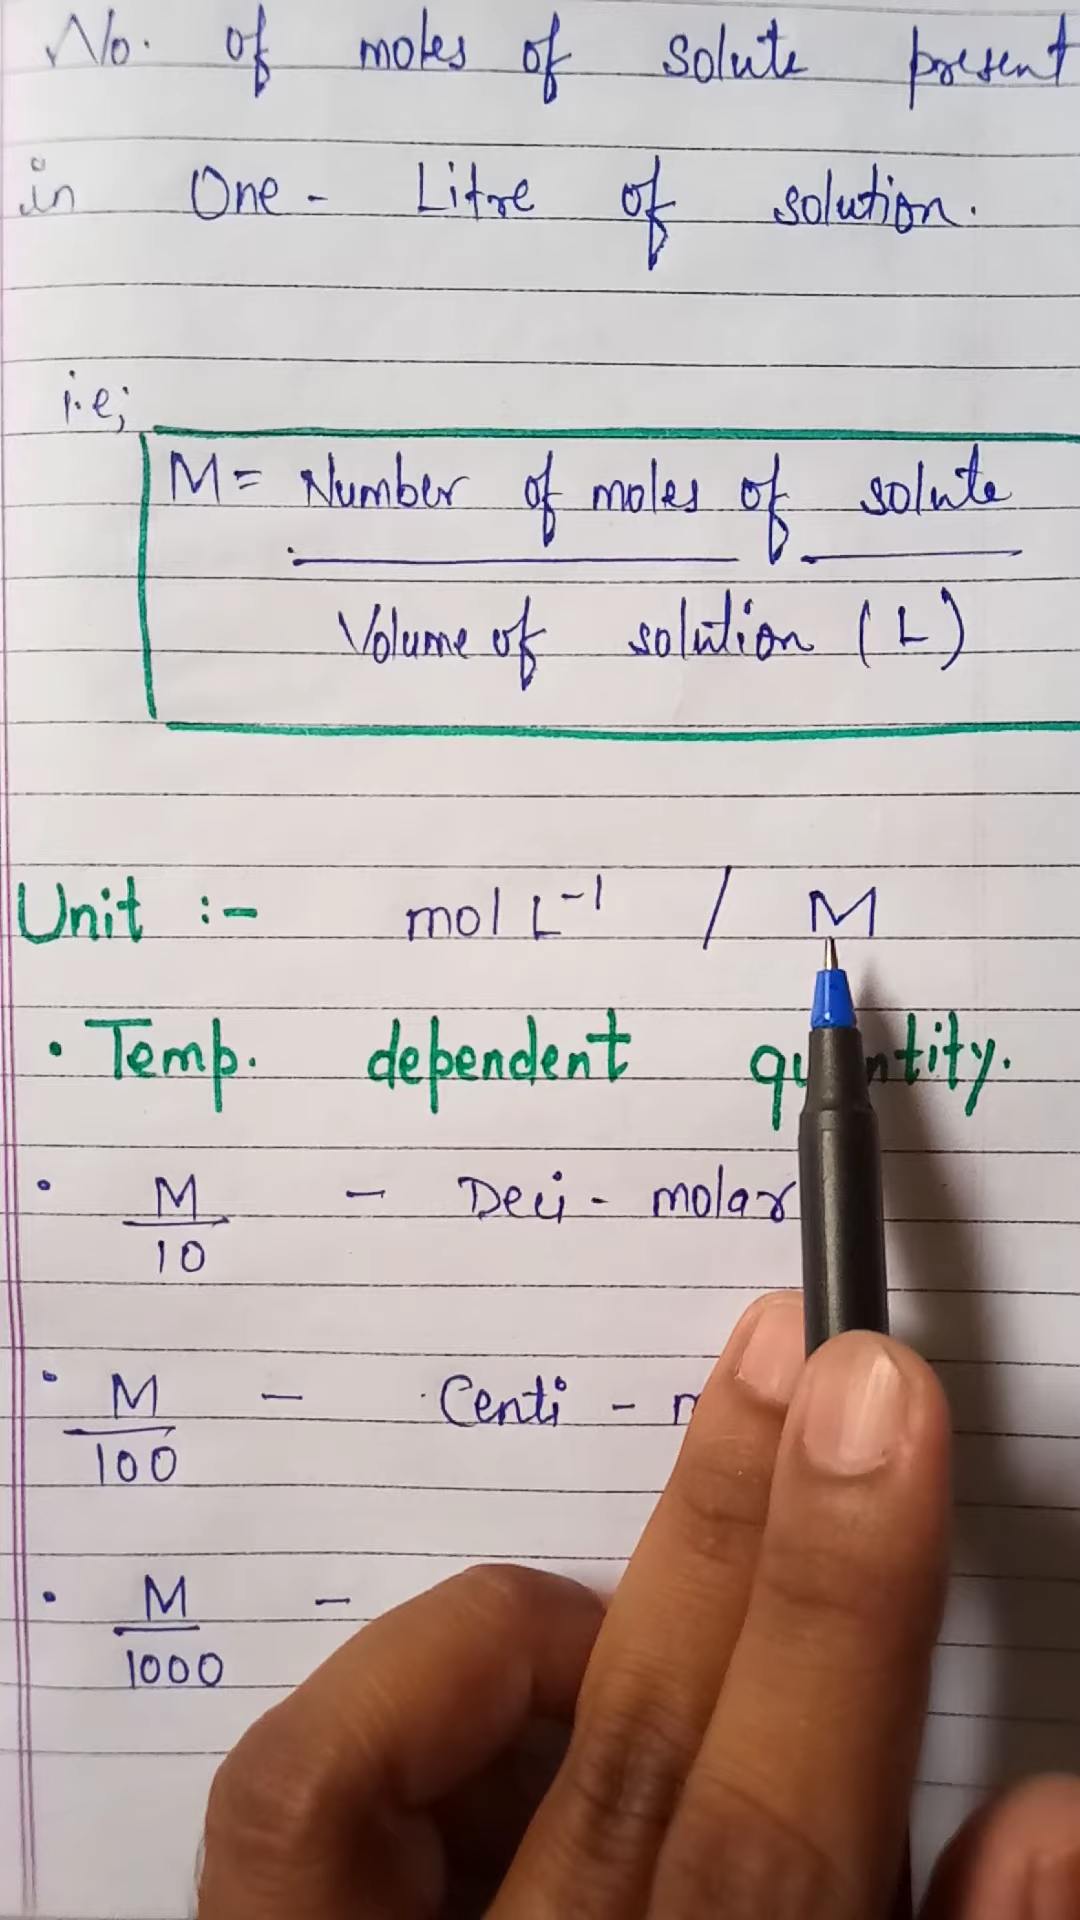 No. of moles of solute present
in One - Litre of solution.
i.e;
M = Number of moles of solute
Volume of solution (L)
Unit :- mol L⁻¹ / M
• Temp. dependent quantity.
• M/10 - Deci - molar
• M/100 - Centi -
• M/1000 -